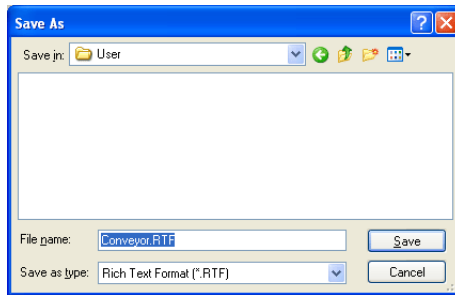 Save As
Save in: User
File name: Conveyor.RTF Save
Save as type: Rich Text Format (*.RTF) Cancel